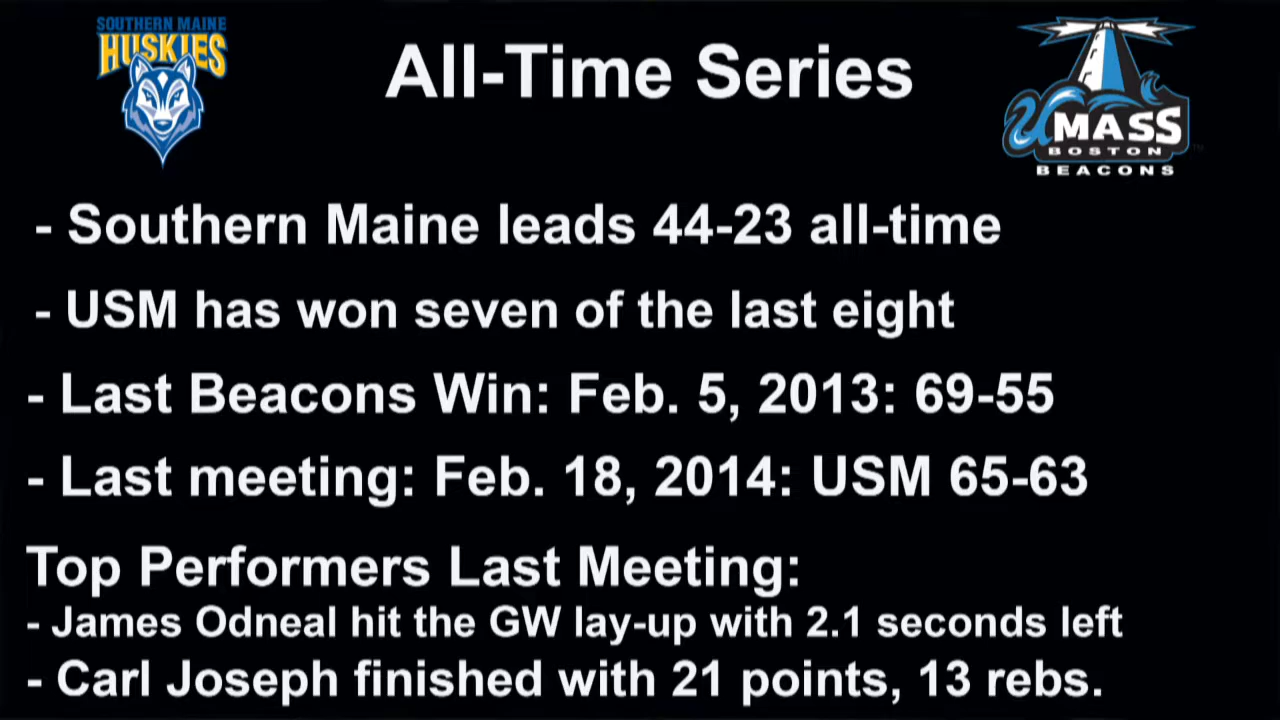 SOUTHERN MAINE
HUSKIES
All-Time Series
UMASS
BOSTON
BEACONS
- Southern Maine leads 44-23 all-time
- USM has won seven of the last eight
- Last Beacons Win: Feb. 5, 2013: 69-55
- Last meeting: Feb. 18, 2014: USM 65-63
Top Performers Last Meeting:
- James Odneal hit the GW lay-up with 2.1 seconds left
- Carl Joseph finished with 21 points, 13 rebs.